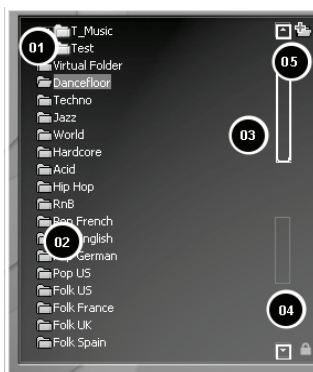 T_Music
01
Test
05
Virtual Folder
Dancefloor
Techno
Jazz
World
03
Hardcore
Acid
Hip Hop
RnB
French
02
German
Pop US
Folk US
04
Folk France
Folk UK
Folk Spain